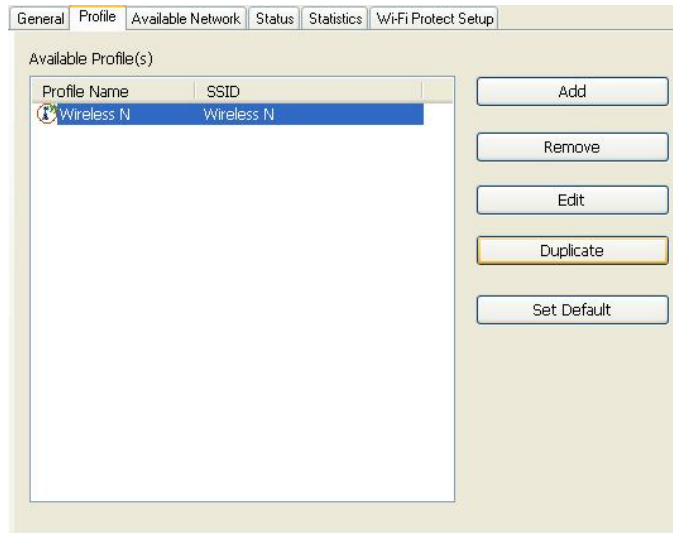 General Profile Available Network Status Statistics Wi-Fi Protect Setup
Available Profile(s)
Profile Name SSID
Wireless N Wireless N
Add
Remove
Edit
Duplicate
Set Default